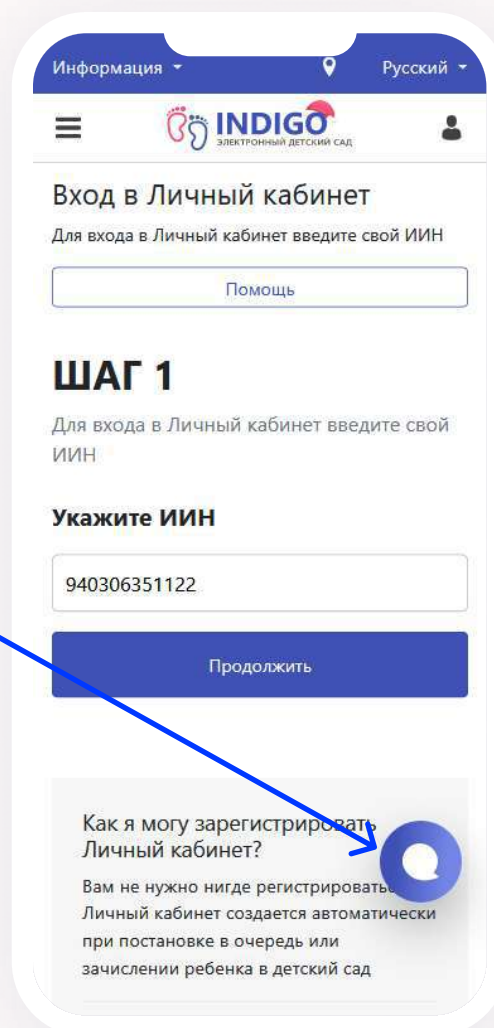 Информация
Русский
INDIGO
ЭЛЕКТРОННЫЙ ДЕТСКИЙ САД
Вход в Личный кабинет
Для входа в Личный кабинет введите свой ИИН
Помощь
ШАГ 1
Для входа в Личный кабинет введите свой
ИИН
Укажите ИИН
940306351122
Продолжить
Как я могу зарегистрировать
Личный кабинет?
Вам не нужно нигде регистрировать
Личный кабинет создается автоматически
при постановке в очередь или
зачислении ребенка в детский сад